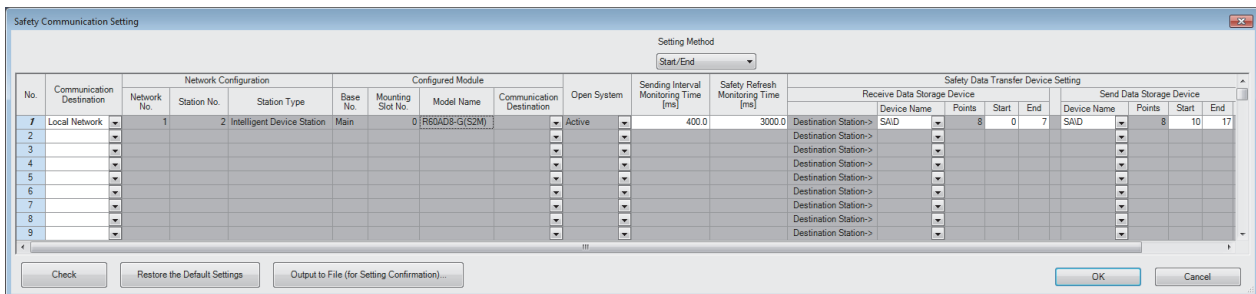 Safety Communication Setting
Setting Method
Start/End
No. Communication Destination Network Configuration Configured Module Open System Sending Interval Monitoring Time [ms] Safety Refresh Monitoring Time [ms] Safety Data Transfer Device Setting
Network No. Station No. Station Type Base No. Mounting Slot No. Model Name Communication Destination Receive Data Storage Device Send Data Storage Device
Device Name Points Start End Device Name Points Start End
1 Local Network 1 2 Intelligent Device Station Main 0 R60AD8-G(S2M) Active 400.0 3000.0 Destination Station-> SA\D 8 0 7 SA\D 8 10 17
2 Destination Station->
3 Destination Station->
4 Destination Station->
5 Destination Station->
6 Destination Station->
7 Destination Station->
8 Destination Station->
9 Destination Station->
Check Restore the Default Settings Output to File (for Setting Confirmation)... OK Cancel